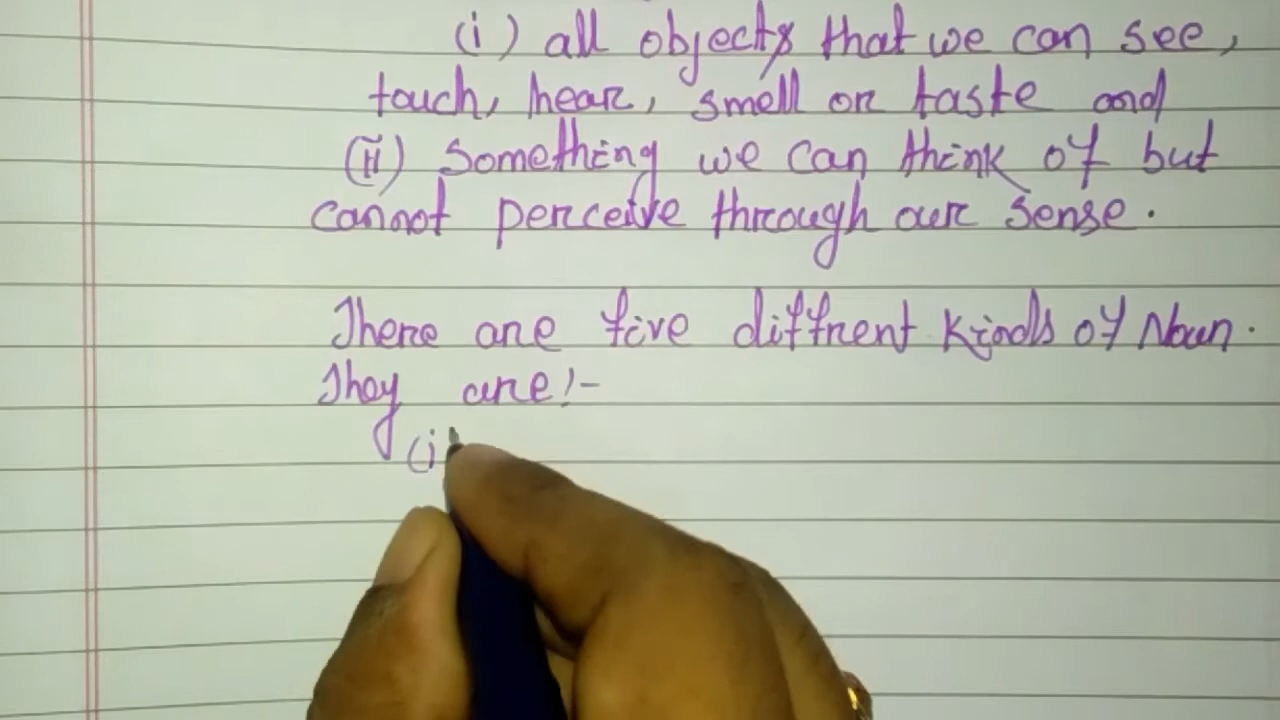 (i) all objects that we can see,
touch, hear, smell or taste and
(ii) Something we can think of but
cannot perceive through our sense.
There are five diffrent kinds of Noun.
They are:-
(i